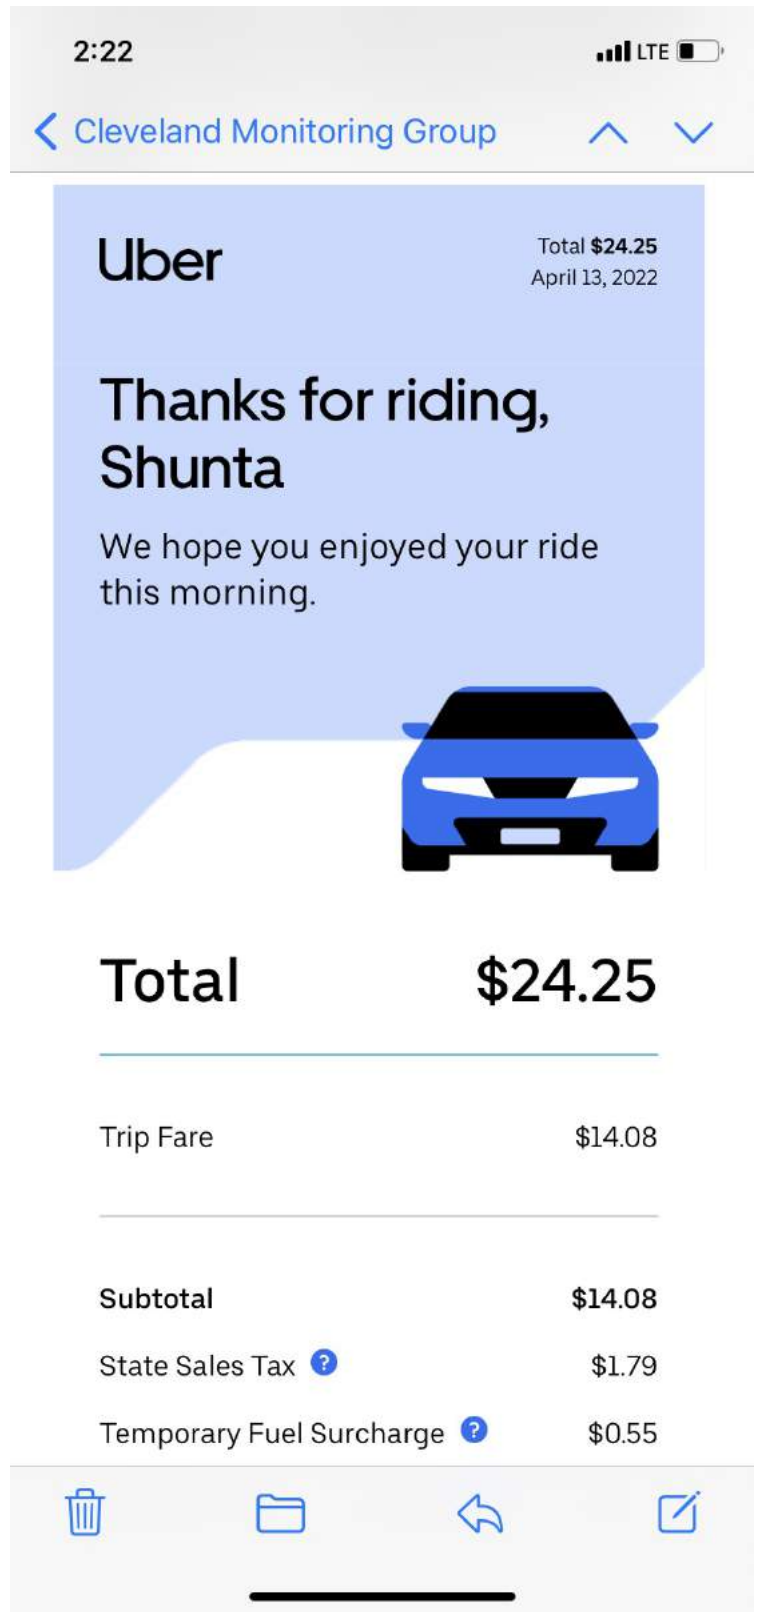 2:22 LTE
Cleveland Monitoring Group
Uber
Total $24.25
April 13, 2022
Thanks for riding,
Shunta
We hope you enjoyed your ride
this morning.
Total $24.25
Trip Fare $14.08
Subtotal $14.08
State Sales Tax ? $1.79
Temporary Fuel Surcharge ? $0.55